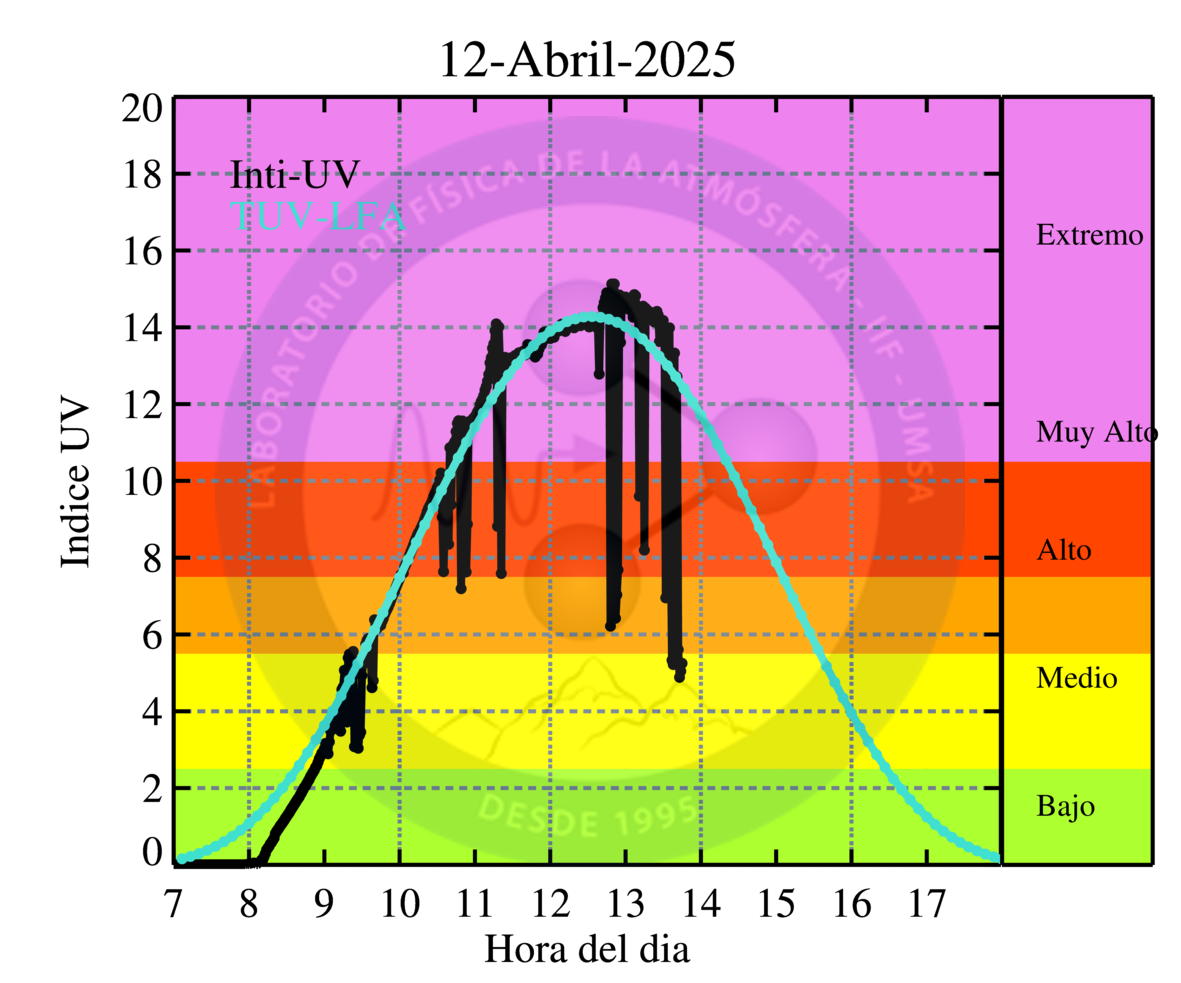 12-Abril-2025
20
18
16
14
12
10
8
6
4
2
0
Indice UV
Inti-UV
TUV-LFA
LABORATORIO DE FÍSICA DE LA ATMÓSFERA - IIF - UMSA
DESDE 1995
Extremo
Muy Alto
Alto
Medio
Bajo
7 8 9 10 11 12 13 14 15 16 17
Hora del dia